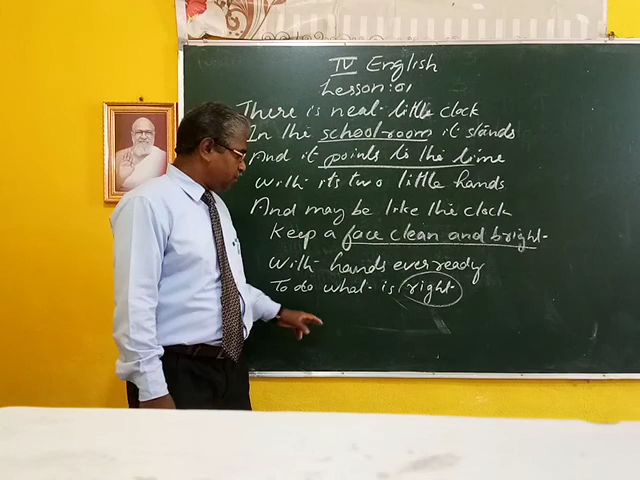 IV English
Lesson: 01
There is neat little clock
In the school-room it stands
And it points to the time
With its two little hands
And may be like the clock
Keep a face clean and bright
With hands ever ready
To do what is right